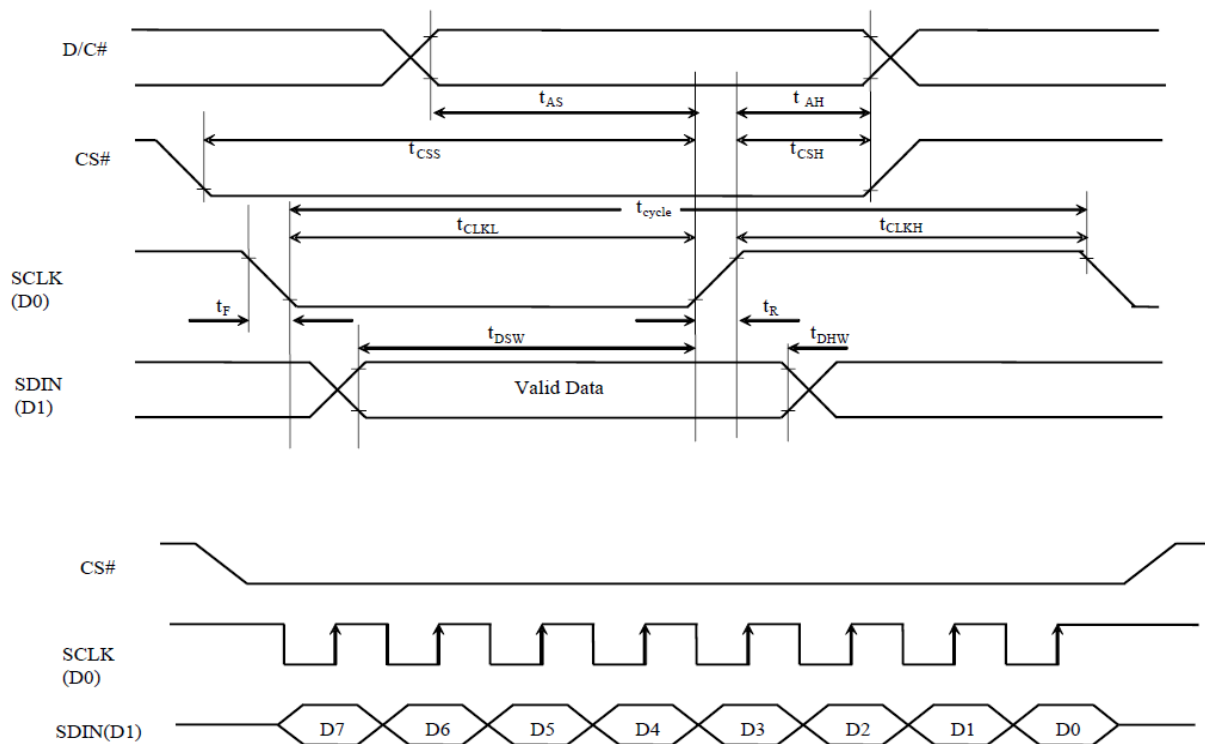 D/C#
tAS
t AH
CS#
tCSS
tCSH
tcycle
tCLKL
tCLKH
SCLK
(D0)
tF
tR
tDSW
tDHW
SDIN
(D1)
Valid Data
CS#
SCLK
(D0)
SDIN(D1)
D7 D6 D5 D4 D3 D2 D1 D0